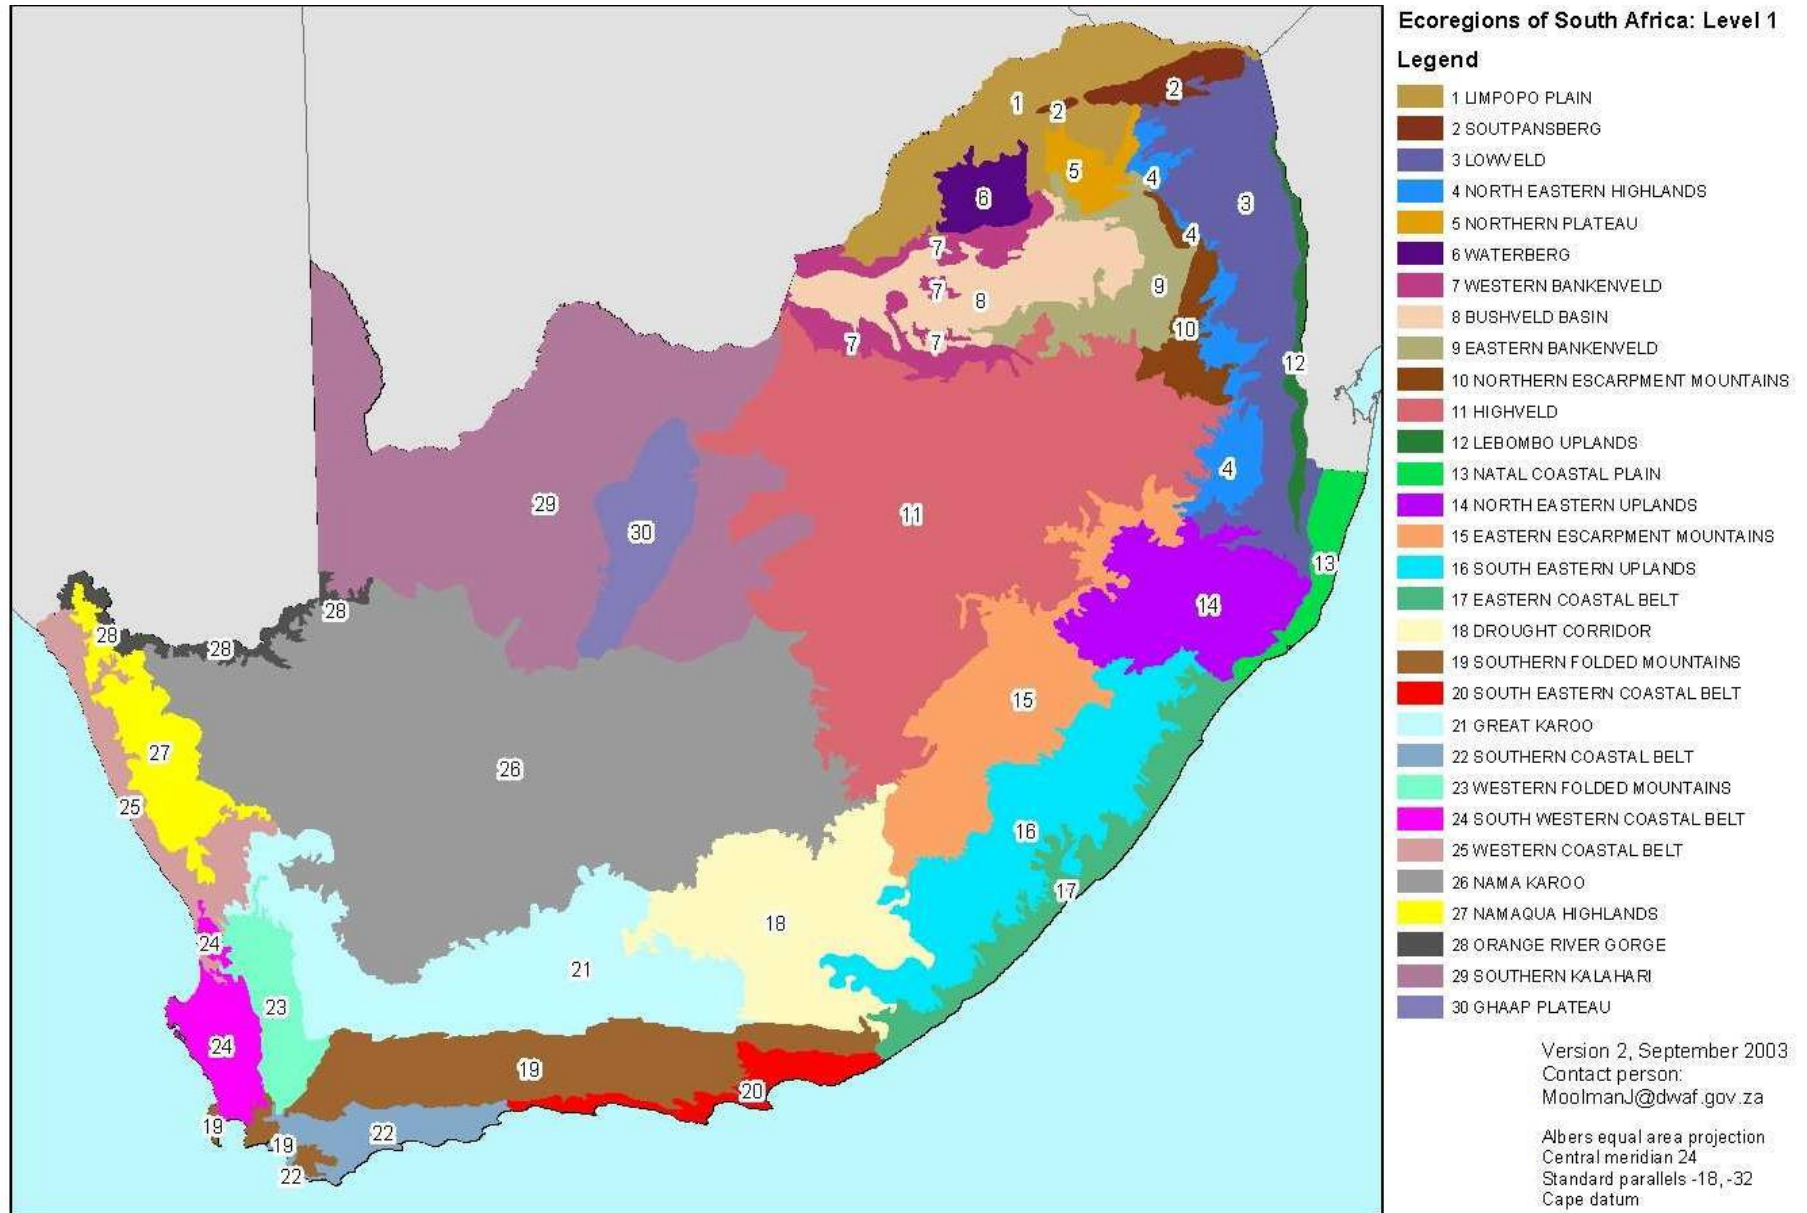 Ecoregions of South Africa: Level 1
Legend
1 LIMPOPO PLAIN
2 SOUTPANSBERG
3 LOWVELD
4 NORTH EASTERN HIGHLANDS
5 NORTHERN PLATEAU
6 WATERBERG
7 WESTERN BANKENVELD
8 BUSHVELD BASIN
9 EASTERN BANKENVELD
10 NORTHERN ESCARPMENT MOUNTAINS
11 HIGHVELD
12 LEBOMBO UPLANDS
13 NATAL COASTAL PLAIN
14 NORTH EASTERN UPLANDS
15 EASTERN ESCARPMENT MOUNTAINS
16 SOUTH EASTERN UPLANDS
17 EASTERN COASTAL BELT
18 DROUGHT CORRIDOR
19 SOUTHERN FOLDED MOUNTAINS
20 SOUTH EASTERN COASTAL BELT
21 GREAT KAROO
22 SOUTHERN COASTAL BELT
23 WESTERN FOLDED MOUNTAINS
24 SOUTH WESTERN COASTAL BELT
25 WESTERN COASTAL BELT
26 NAMA KAROO
27 NAMAQUA HIGHLANDS
28 ORANGE RIVER GORGE
29 SOUTHERN KALAHARI
30 GHAAP PLATEAU
Version 2, September 2003
Contact person:
MoolmanJ@dwaf.gov.za
Albers equal area projection
Central meridian 24
Standard parallels -18, -32
Cape datum
2
1
2
5
4
6
3
4
7
9
7
8
10
7
7
12
4
29
11
30
13
14
28
28
28
15
27
26
25
16
17
18
24
21
23
24
19
20
19
22
19
22